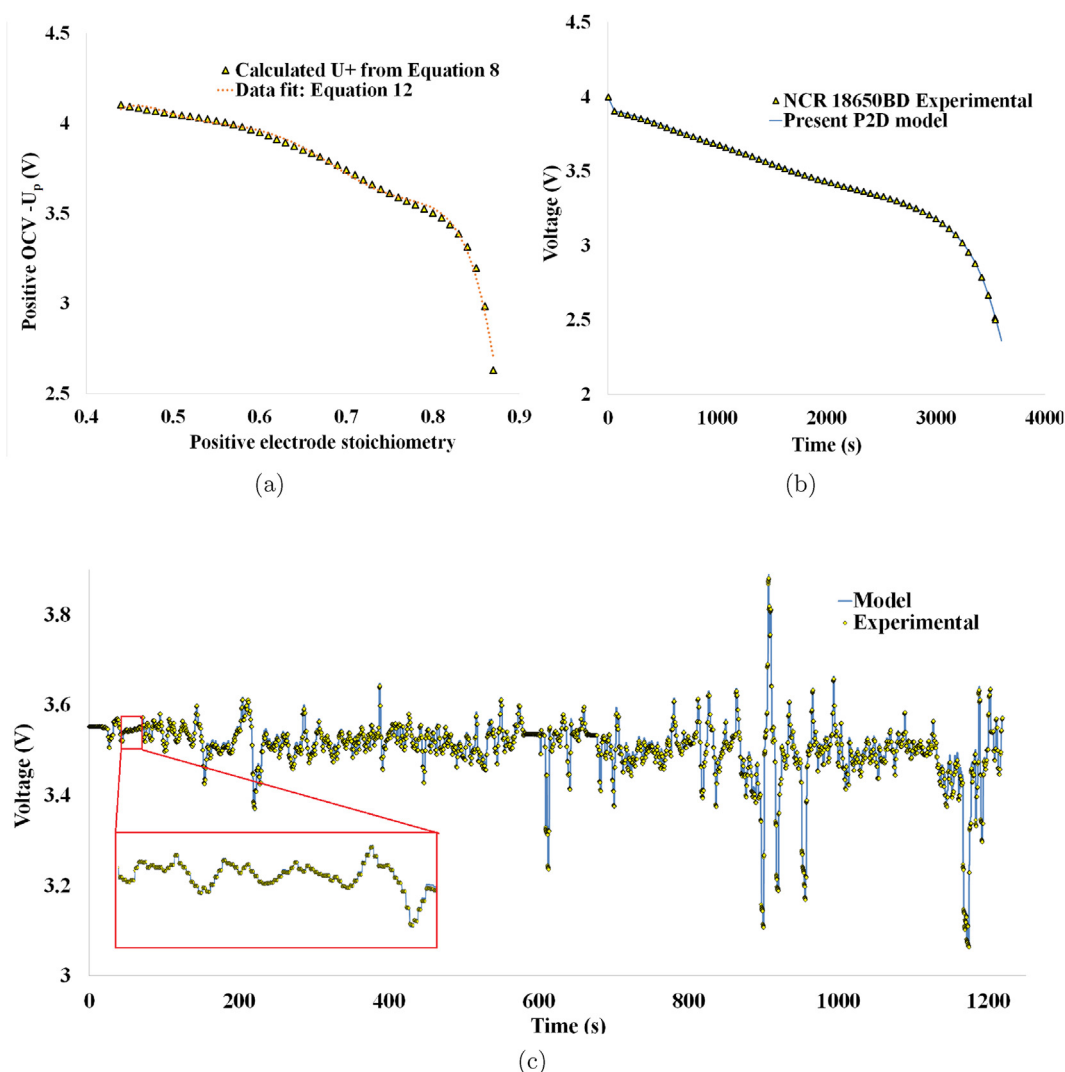 4.5
4
3.5
3
2.5
0.4
0.5
0.6
0.7
0.8
0.9
Positive OCV -Up (V)
Positive electrode stoichiometry
Calculated U+ from Equation 8
Data fit: Equation 12
(a)
4
3.5
3
2.5
2
0
1000
2000
3000
4000
Voltage (V)
Time (s)
NCR 18650BD Experimental
Present P2D model
(b)
3.8
3.6
3.4
3.2
3
0
200
400
600
800
1000
1200
Voltage (V)
Time (s)
Model
Experimental
(c)